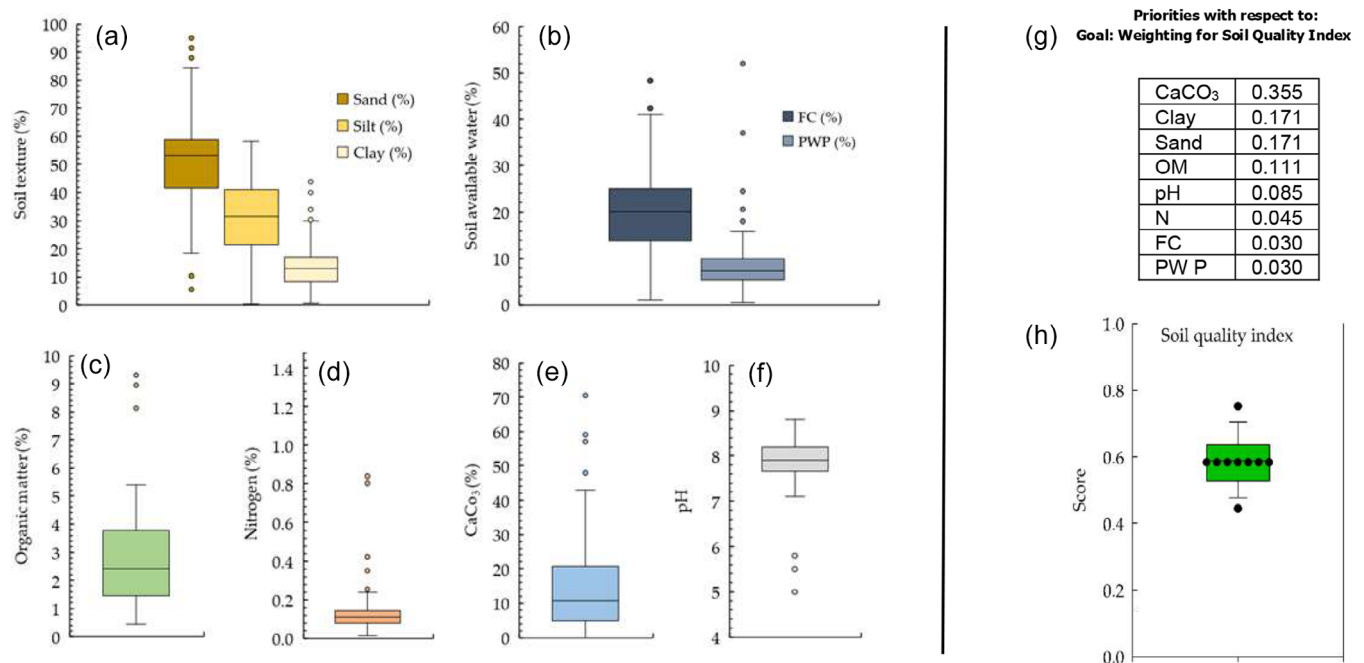 (a)
Soil texture (%)
100
90
80
70
60
50
40
30
20
10
0
Sand (%)
Silt (%)
Clay (%)
(b)
Soil available water (%)
60
50
40
30
20
10
0
FC (%)
PWP (%)
(c)
Organic matter (%)
10
9
8
7
6
5
4
3
2
1
0
(d)
Nitrogen (%)
1.4
1.2
1.0
0.8
0.6
0.4
0.2
0.0
(e)
CaCo3 (%)
80
70
60
50
40
30
20
10
0
(f)
pH
10
9
8
7
6
5
4
(g)
Priorities with respect to:
Goal: Weighting for Soil Quality Index
CaCO3 0.355
Clay 0.171
Sand 0.171
OM 0.111
pH 0.085
N 0.045
FC 0.030
PW P 0.030
(h)
Soil quality index
Score
1.0
0.8
0.6
0.4
0.2
0.0